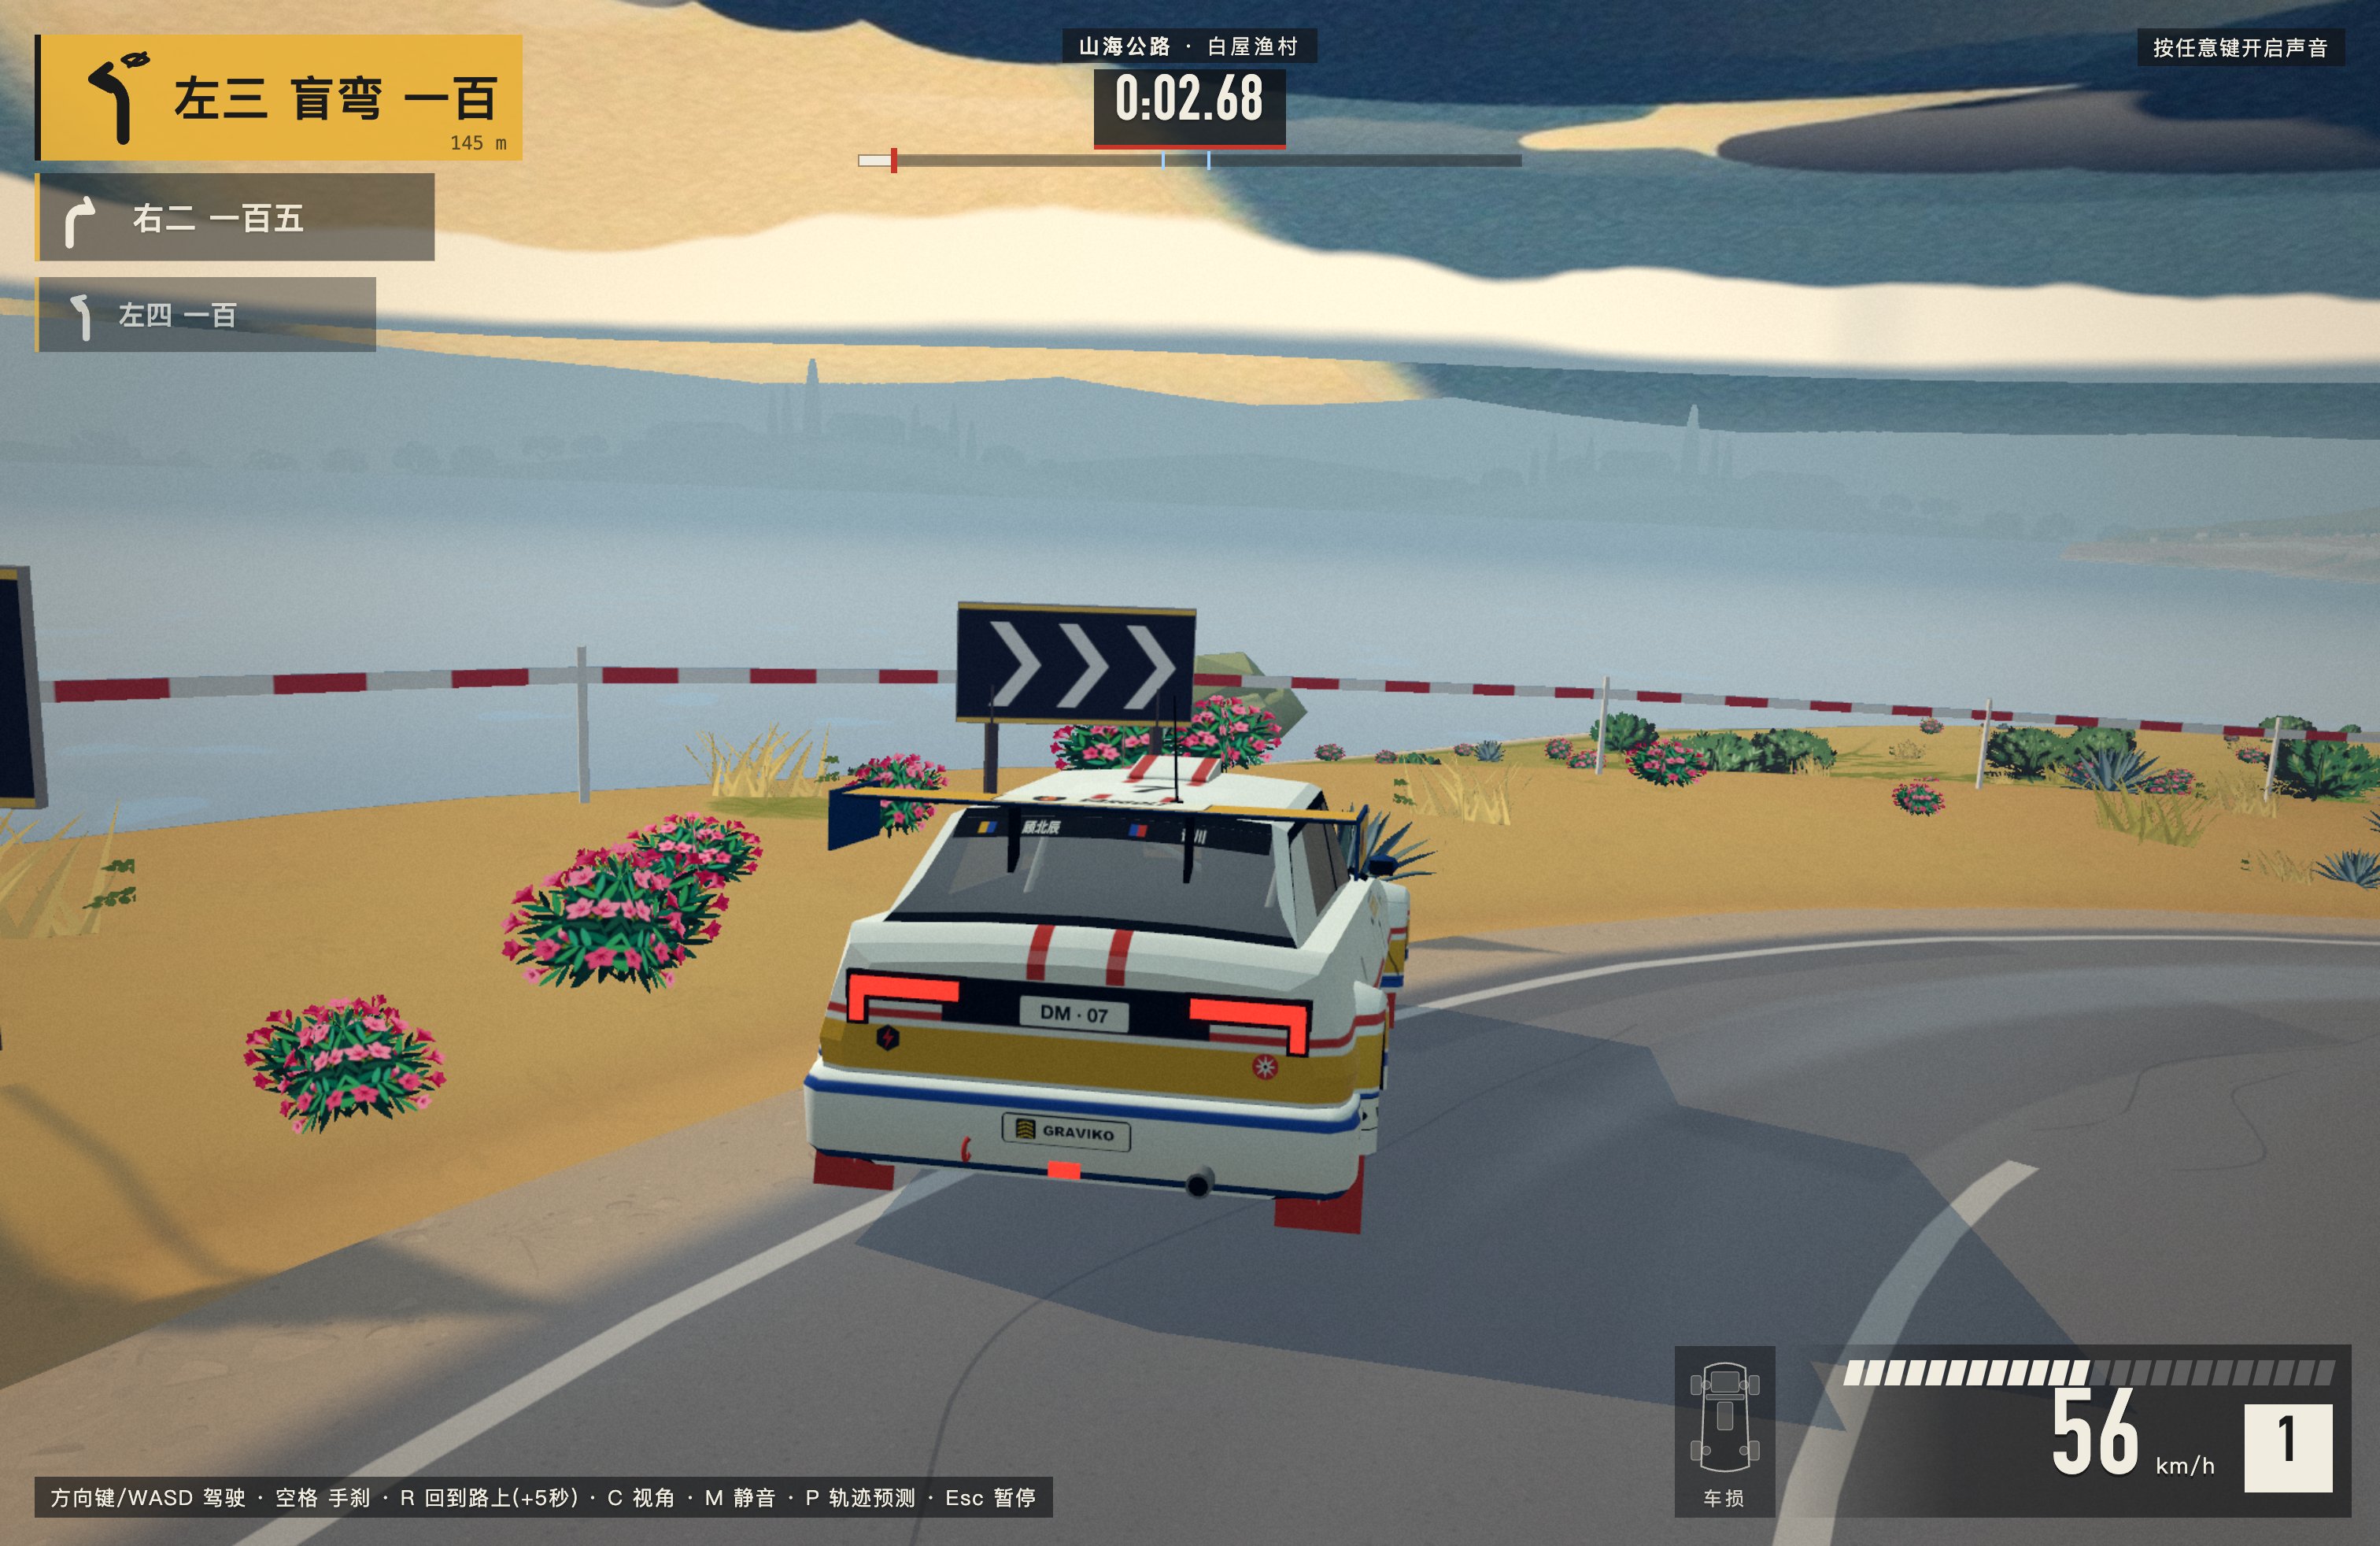 左三 盲弯 一百
145 m
右二 一百五
左四 一百
山海公路 · 白屋渔村
0:02.68
按任意键开启声音
顾北辰
DM · 07
GRAVIKO
56 km/h
1
车损
方向键/WASD 驾驶 · 空格 手刹 · R 回到路上(+5秒) · C 视角 · M 静音 · P 轨迹预测 · Esc 暂停